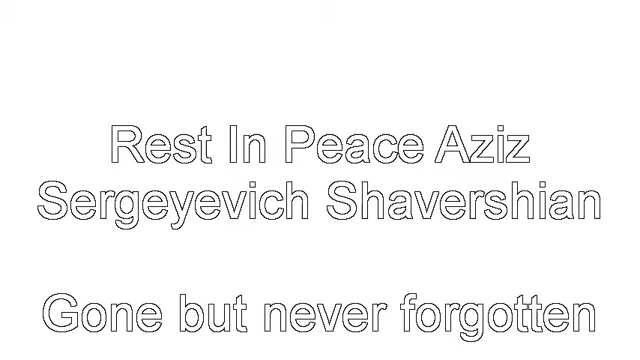 Rest In Peace Aziz
Sergeyevich Shavershian
Gone but never forgotten